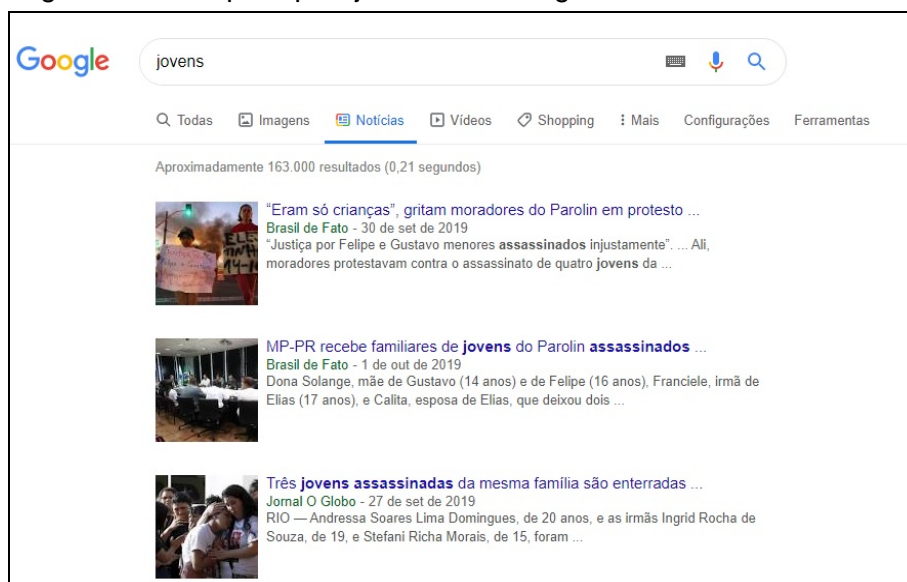 Google
jovens
Todas Imagens Notícias Vídeos Shopping Mais Configurações Ferramentas
Aproximadamente 163.000 resultados (0,21 segundos)
"Eram só crianças", gritam moradores do Parolin em protesto ...
Brasil de Fato - 30 de set de 2019
"Justiça por Felipe e Gustavo menores assassinados injustamente". ... Ali,
moradores protestavam contra o assassinato de quatro jovens da ...
MP-PR recebe familiares de jovens do Parolin assassinados ...
Brasil de Fato - 1 de out de 2019
Dona Solange, mãe de Gustavo (14 anos) e de Felipe (16 anos), Franciele, irmã de
Elias (17 anos), e Calita, esposa de Elias, que deixou dois ...
Três jovens assassinadas da mesma família são enterradas ...
Jornal O Globo - 27 de set de 2019
RIO — Andressa Soares Lima Domingues, de 20 anos, e as irmãs Ingrid Rocha de
Souza, de 19, e Stefani Richa Morais, de 15, foram ...